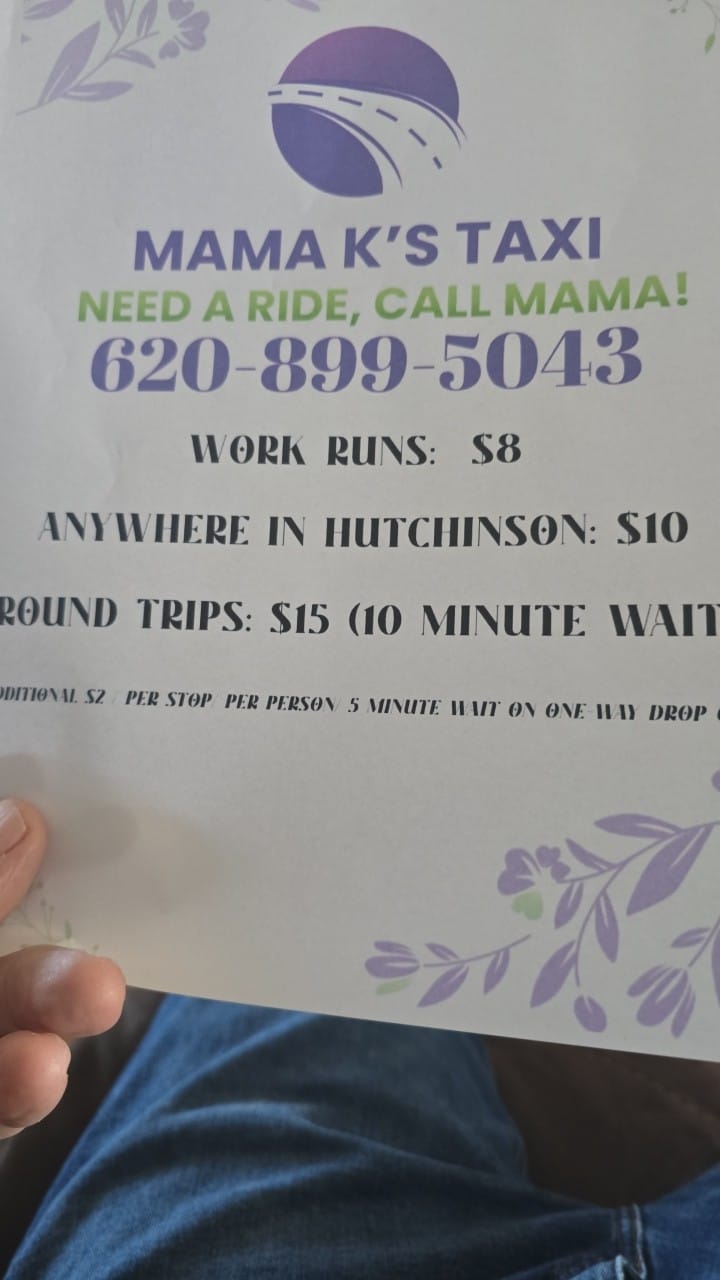 MAMA K'S TAXI
NEED A RIDE, CALL MAMA!
620-899-5043
WORK RUNS: $8
ANYWHERE IN HUTCHINSON: $10
ROUND TRIPS: $15 (10 MINUTE WAIT
DDITIONAL $2 / PER STOP/ PER PERSON/ 5 MINUTE WAIT ON ONE-WAY DROP